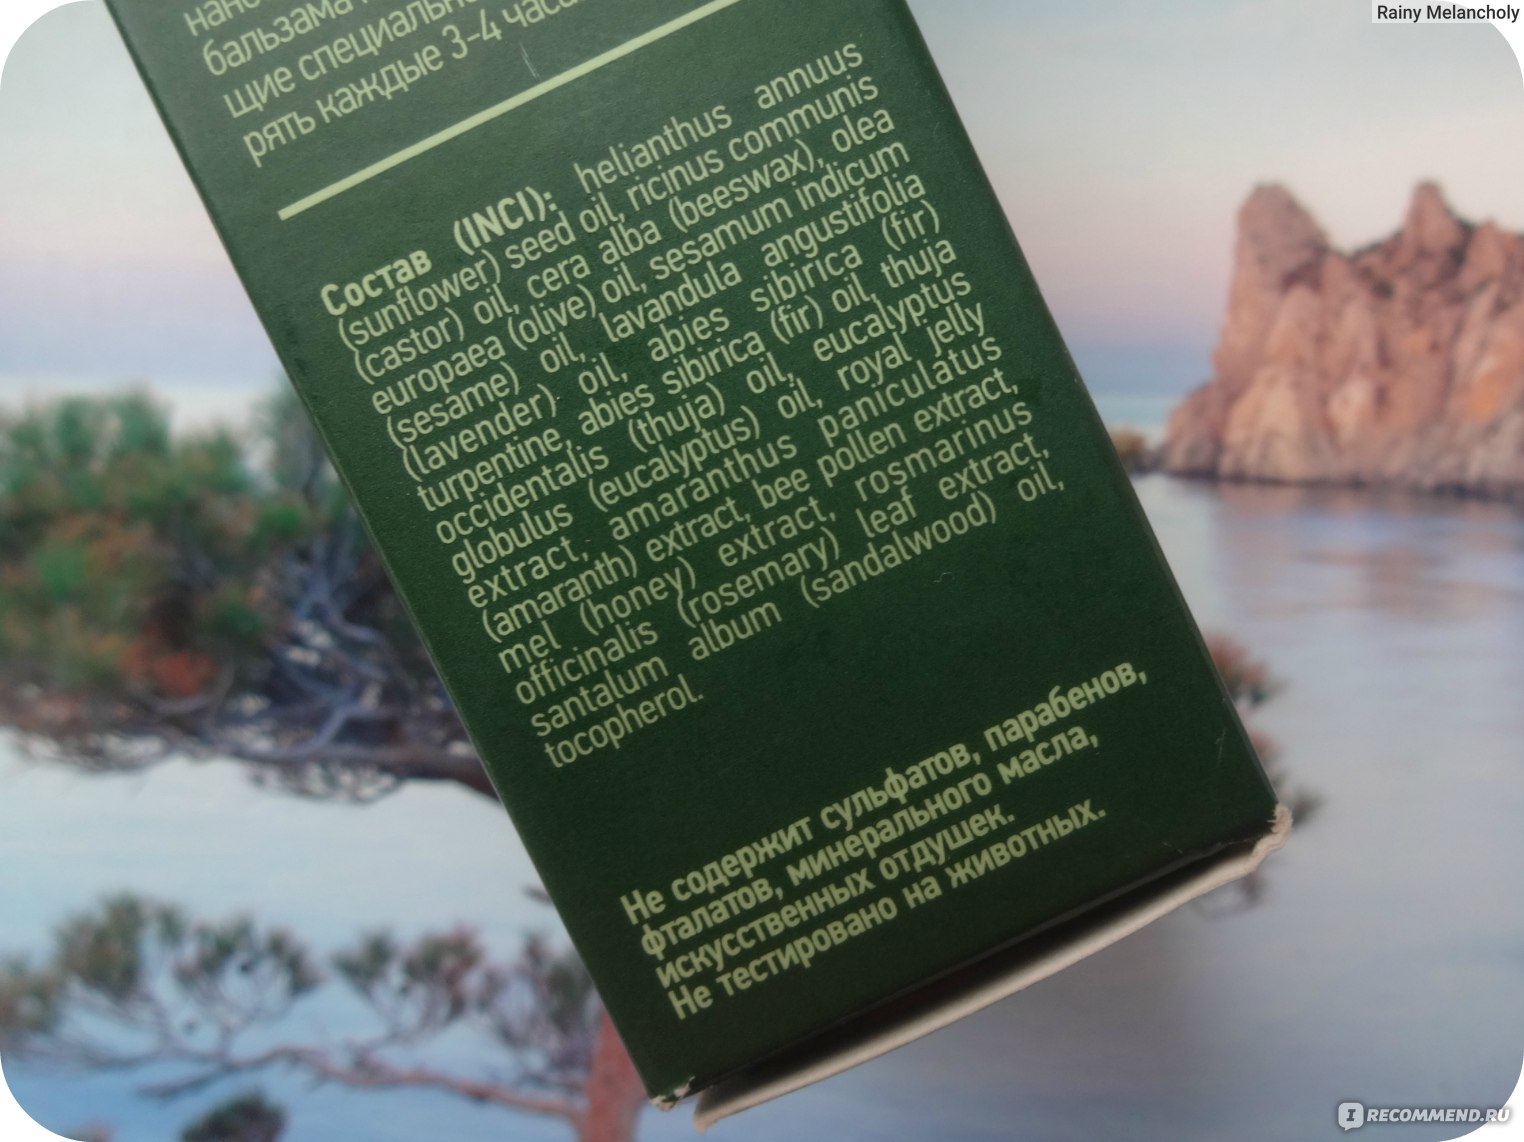 Rainy Melancholy
бальзама
щие специально
рять каждые 3-4 часа
Состав (INCI): helianthus annuus
(sunflower) seed oil, ricinus communis
(castor) oil, cera alba (beeswax), olea
europaea (olive) oil, sesamum indicum
(sesame) oil, lavandula angustifolia
(lavender) oil, abies sibirica (fir)
turpentine, abies sibirica (fir) oil, thuja
occidentalis (thuja) oil, eucalyptus
globulus (eucalyptus) oil, royal jelly
extract, amaranthus paniculatus
(amaranth) extract, bee pollen extract,
mel (honey) extract, rosmarinus
officinalis (rosemary) leaf extract,
santalum album (sandalwood) oil,
tocopherol.
Не содержит сульфатов, парабенов,
фталатов, минерального масла,
искусственных отдушек.
Не тестировано на животных.
IRECOMMEND.RU